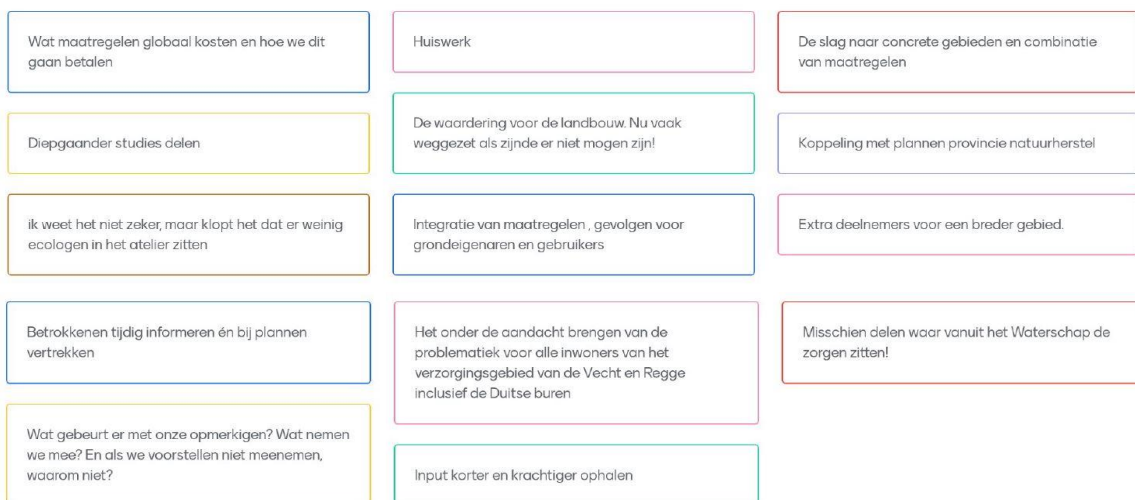 Wat maatregelen globaal kosten en hoe we dit
gaan betalen
Huiswerk
De slag naar concrete gebieden en combinatie
van maatregelen
Diepgaander studies delen
De waardering voor de landbouw. Nu vaak
weggezet als zijnde er niet mogen zijn!
Koppeling met plannen provincie natuurherstel
ik weet het niet zeker, maar klopt het dat er weinig
ecologen in het atelier zitten
Integratie van maatregelen , gevolgen voor
grondeigenaren en gebruikers
Extra deelnemers voor een breder gebied.
Betrokkenen tijdig informeren én bij plannen
vertrekken
Het onder de aandacht brengen van de
problematiek voor alle inwoners van het
verzorgingsgebied van de Vecht en Regge
inclusief de Duitse buren
Misschien delen waar vanuit het Waterschap de
zorgen zitten!
Wat gebeurt er met onze opmerkigen? Wat nemen
we mee? En als we voorstellen niet meenemen,
waarom niet?
Input korter en krachtiger ophalen